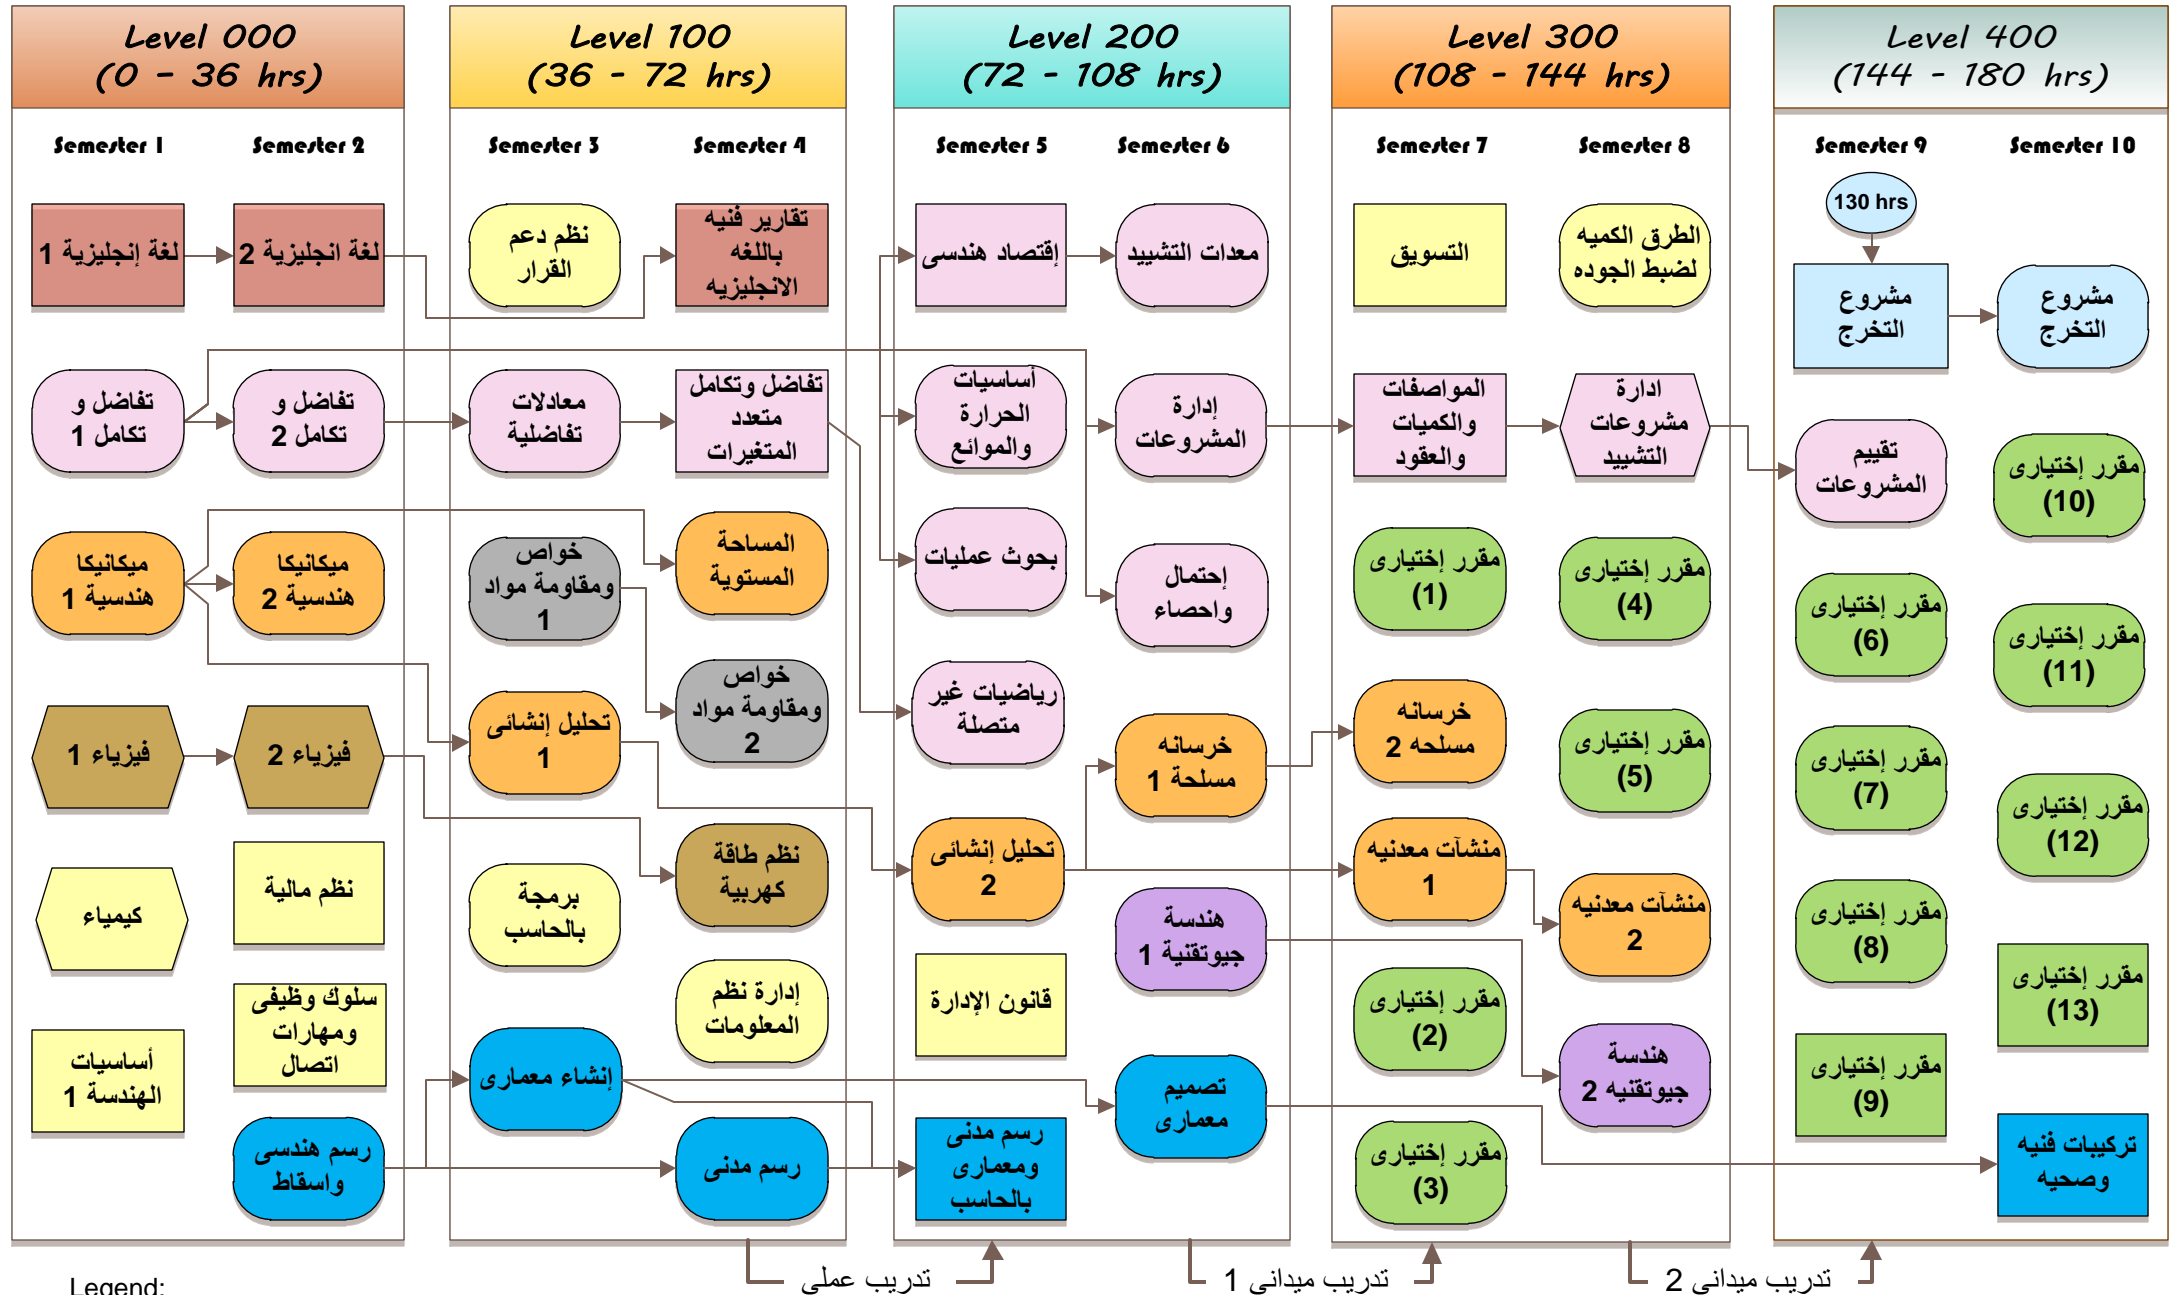 Level 000
(0 - 36 hrs)
Level 100
(36 - 72 hrs)
Level 200
(72 - 108 hrs)
Level 300
(108 - 144 hrs)
Level 400
(144 - 180 hrs)
Semester 1
Semester 2
Semester 3
Semester 4
Semester 5
Semester 6
Semester 7
Semester 8
Semester 9
Semester 10
لغة إنجليزية 1
تفاضل و
تكامل 1
ميكانيكا
هندسية 1
فيزياء 1
كيمياء
أساسيات
الهندسة 1
لغة انجليزية 2
تفاضل و
تكامل 2
ميكانيكا
هندسية 2
فيزياء 2
نظم مالية
سلوك وظيفى
ومهارات
اتصال
رسم هندسى
واسقاط
نظم دعم
القرار
معادلات
تفاضلية
خواص
ومقاومة مواد
1
تحليل إنشائى
1
برمجة
بالحاسب
إنشاء معمارى
تقارير فنيه
باللغه
الانجليزيه
تفاضل وتكامل
متعدد
المتغيرات
المساحة
المستوية
خواص
ومقاومة مواد
2
نظم طاقة
كهربية
إدارة نظم
المعلومات
رسم مدنى
إقتصاد هندسى
أساسيات
الحرارة
والموائع
بحوث عمليات
رياضيات غير
متصلة
تحليل إنشائى
2
قانون الإدارة
رسم مدنى
ومعمارى
بالحاسب
معدات التشييد
إدارة
المشروعات
إحتمال
واحصاء
خرسانه
مسلحة 1
هندسة
جيوتقنية 1
تصميم
معمارى
التسويق
المواصفات
والكميات
والعقود
مقرر إختيارى
(1)
خرسانه
مسلحه 2
منشآت معدنيه
1
مقرر إختيارى
(2)
مقرر إختيارى
(3)
الطرق الكميه
لضبط الجوده
ادارة
مشروعات
التشييد
مقرر إختيارى
(4)
مقرر إختيارى
(5)
منشآت معدنيه
2
هندسة
جيوتقنيه 2
130 hrs
مشروع
التخرج
تقييم
المشروعات
مقرر إختيارى
(6)
مقرر إختيارى
(7)
مقرر إختيارى
(8)
مقرر إختيارى
(9)
مشروع
التخرج
مقرر إختيارى
(10)
مقرر إختيارى
(11)
مقرر إختيارى
(12)
مقرر إختيارى
(13)
تركيبات فنيه
وصحيه
تدريب عملى
تدريب ميدانى 1
تدريب ميدانى 2
Legend: